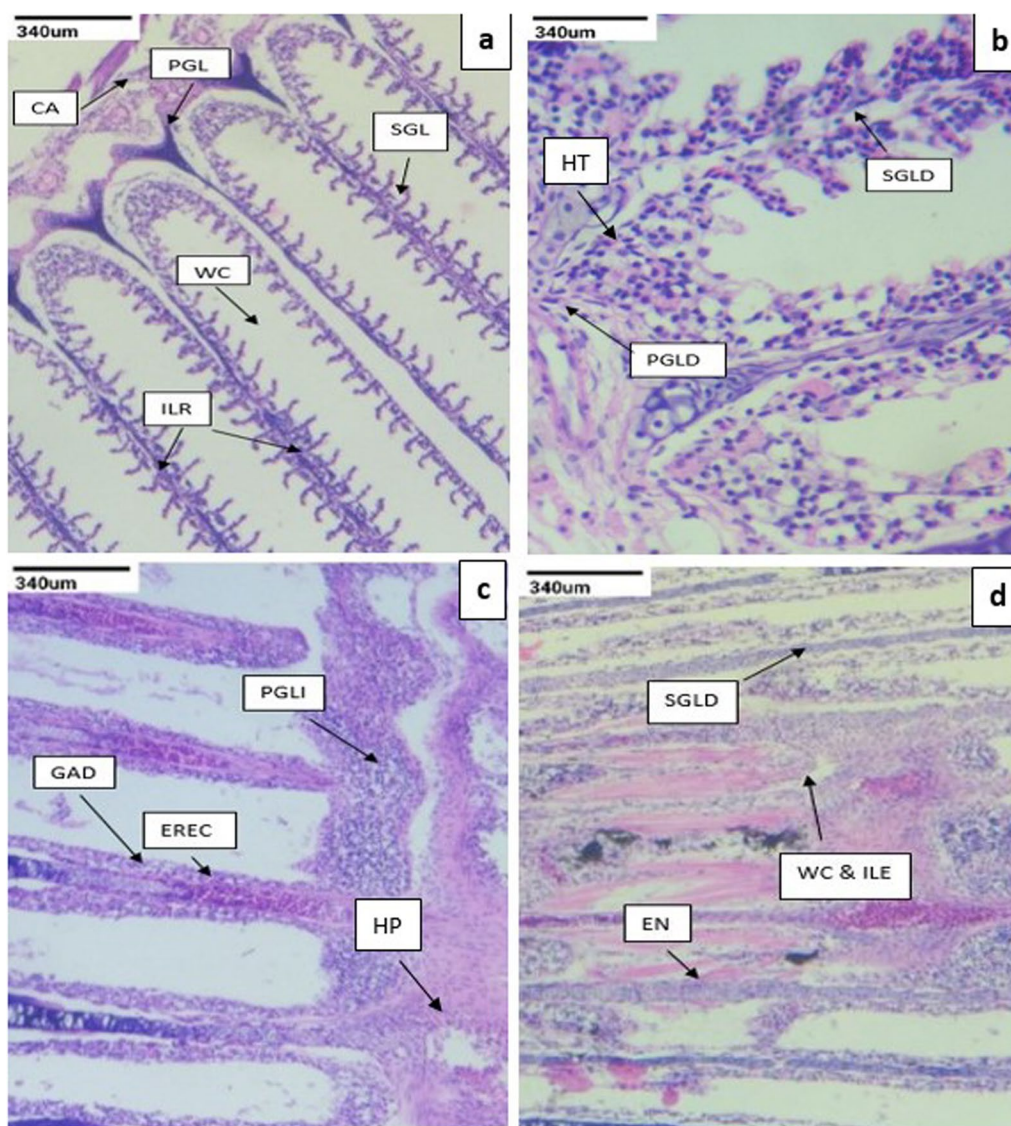 340um
a
PGL
CA
SGL
WC
ILR
340um
b
SGLD
HT
PGLD
340um
c
PGLI
GAD
EREC
HP
340um
d
SGLD
WC & ILE
EN